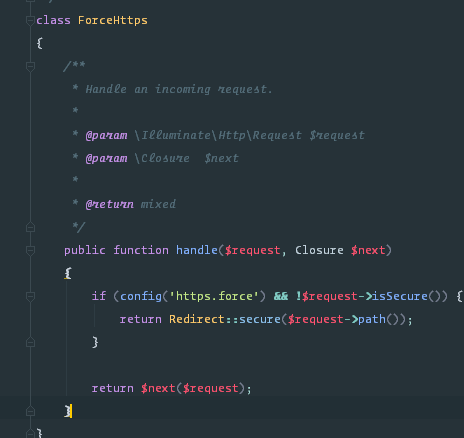 class ForceHttps
{
/**
* Handle an incoming request.
*
* @param \Illuminate\Http\Request $request
* @param \Closure  $next
*
* @return mixed
*/
public function handle($request, Closure $next)
{
if (config('https.force') && !$request->isSecure()) {
return Redirect::secure($request->path());
}
return $next($request);
}
}